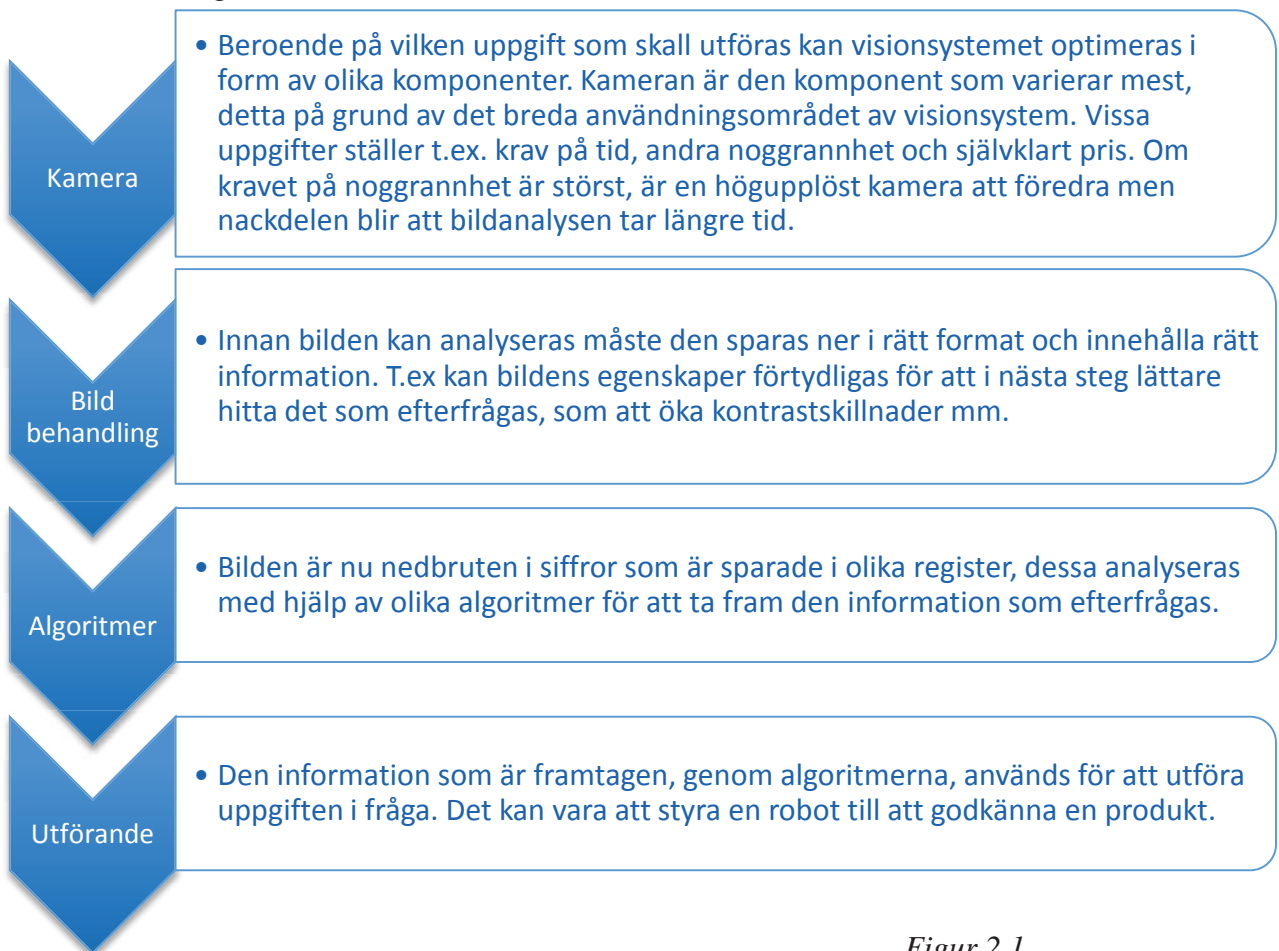 • Beroende på vilken uppgift som skall utföras kan visionsystemet optimeras i
form av olika komponenter. Kameran är den komponent som varierar mest,
detta på grund av det breda användningsområdet av visionsystem. Vissa
uppgifter ställer t.ex. krav på tid, andra noggrannhet och självklart pris. Om
kravet på noggrannhet är störst, är en högupplöst kamera att föredra men
nackdelen blir att bildanalysen tar längre tid.
Kamera
• Innan bilden kan analyseras måste den sparas ner i rätt format och innehålla rätt
information. T.ex kan bildens egenskaper förtydligas för att i nästa steg lättare
hitta det som efterfrågas, som att öka kontrastskillnader mm.
Bild
behandling
• Bilden är nu nedbruten i siffror som är sparade i olika register, dessa analyseras
med hjälp av olika algoritmer för att ta fram den information som efterfrågas.
Algoritmer
• Den information som är framtagen, genom algoritmerna, används för att utföra
uppgiften i fråga. Det kan vara att styra en robot till att godkänna en produkt.
Utförande
Figur 2.1